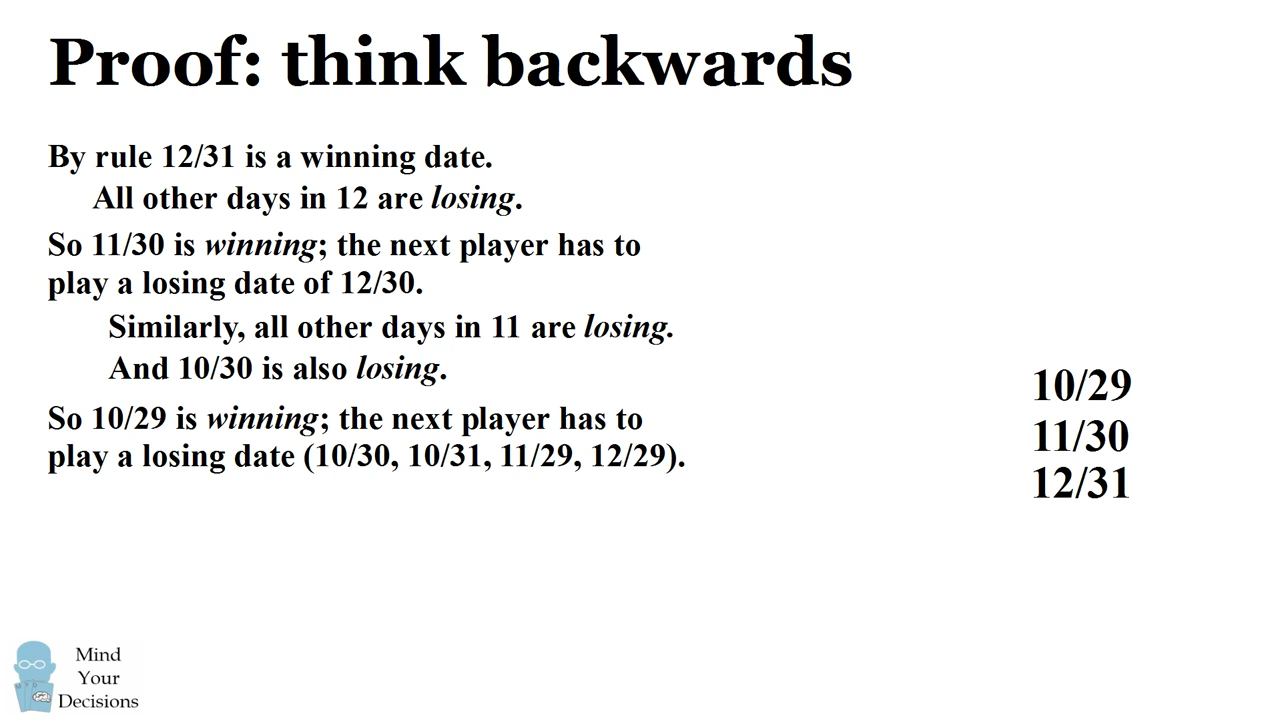 Proof: think backwards
By rule 12/31 is a winning date.
All other days in 12 are losing.
So 11/30 is winning; the next player has to
play a losing date of 12/30.
Similarly, all other days in 11 are losing.
And 10/30 is also losing.
So 10/29 is winning; the next player has to
play a losing date (10/30, 10/31, 11/29, 12/29).
10/29
11/30
12/31
Mind
Your
Decisions